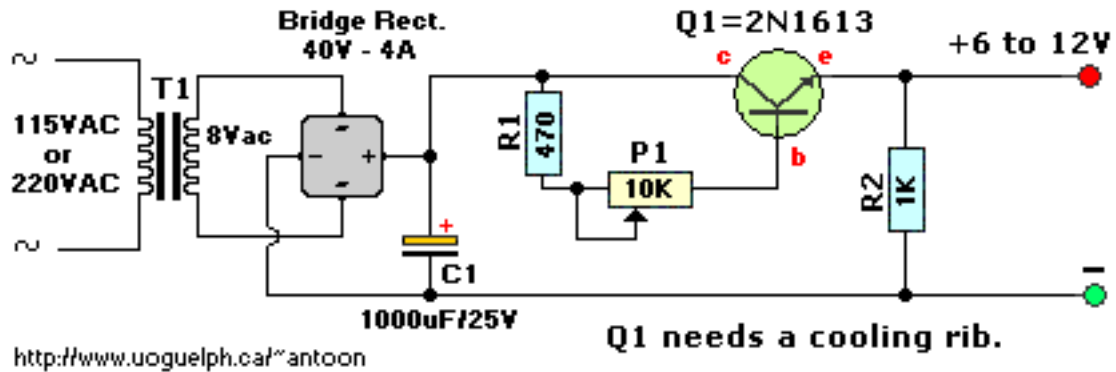 Bridge Rect.
40V - 4A
Q1=2N1613
+6 to 12V
c
e
b
~
T1
115VAC
or
220VAC
8Vac
~
-
+
R1
470
P1
10K
R2
1K
+
C1
1000uF/25V
-
Q1 needs a cooling rib.
http://www.uoguelph.ca/~antoon